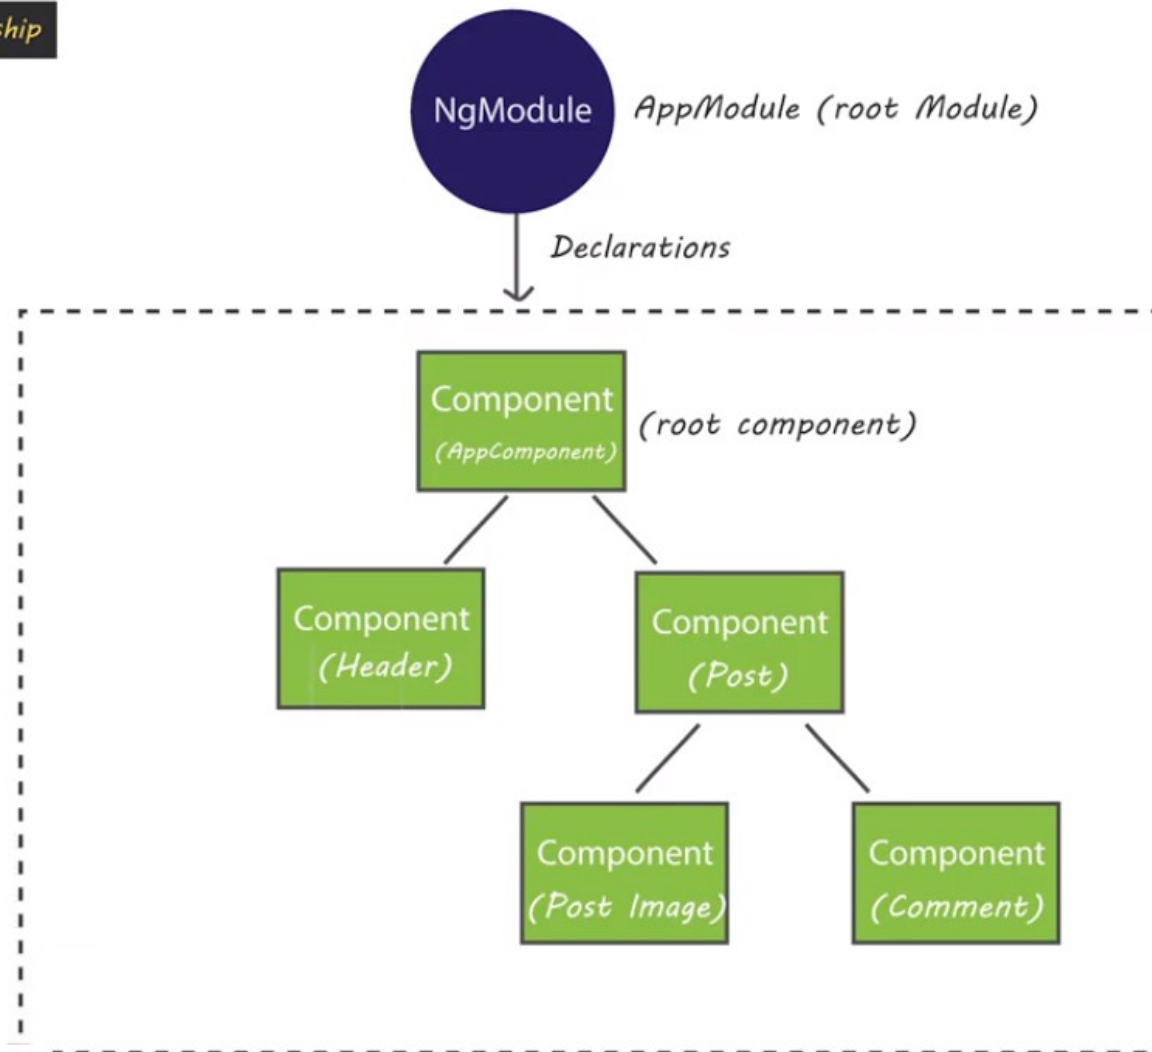 ship
NgModule
AppModule (root Module)
Declarations
Component
(AppComponent)
(root component)
Component
(Header)
Component
(Post)
Component
(Post Image)
Component
(Comment)